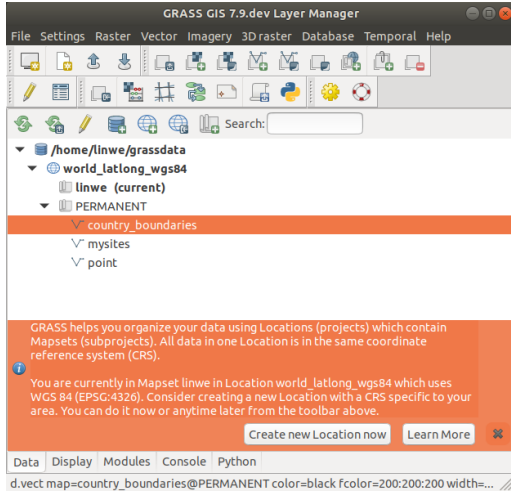 GRASS GIS 7.9.dev Layer Manager
File Settings Raster Vector Imagery 3D raster Database Temporal Help
Search:
/home/linwe/grassdata
world_latlong_wgs84
linwe (current)
PERMANENT
country_boundaries
mysites
point
GRASS helps you organize your data using Locations (projects) which contain
Mapsets (subprojects). All data in one Location is in the same coordinate
reference system (CRS).
You are currently in Mapset linwe in Location world_latlong_wgs84 which uses
WGS 84 (EPSG:4326). Consider creating a new Location with a CRS specific to your
area. You can do it now or anytime later from the toolbar above.
Create new Location now Learn More
Data Display Modules Console Python
d.vect map=country_boundaries@PERMANENT color=black fcolor=200:200:200 width=...